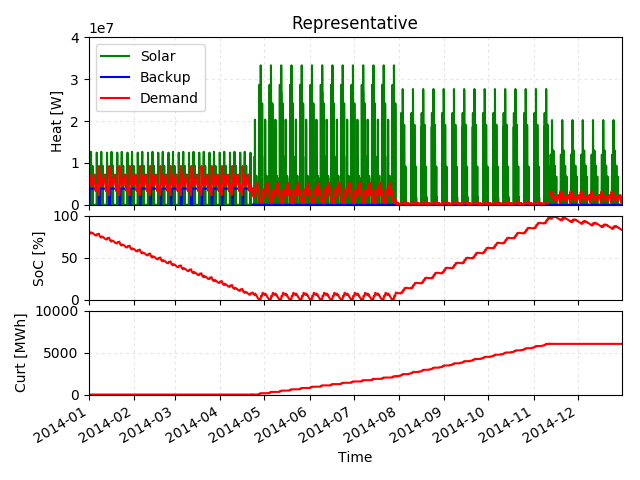 Representative
1e7
Heat [W]
4
3
2
1
0
Solar
Backup
Demand
SoC [%]
100
50
0
Curt [MWh]
10000
5000
0
2014-01
2014-02
2014-03
2014-04
2014-05
2014-06
2014-07
2014-08
2014-09
2014-10
2014-11
2014-12
Time